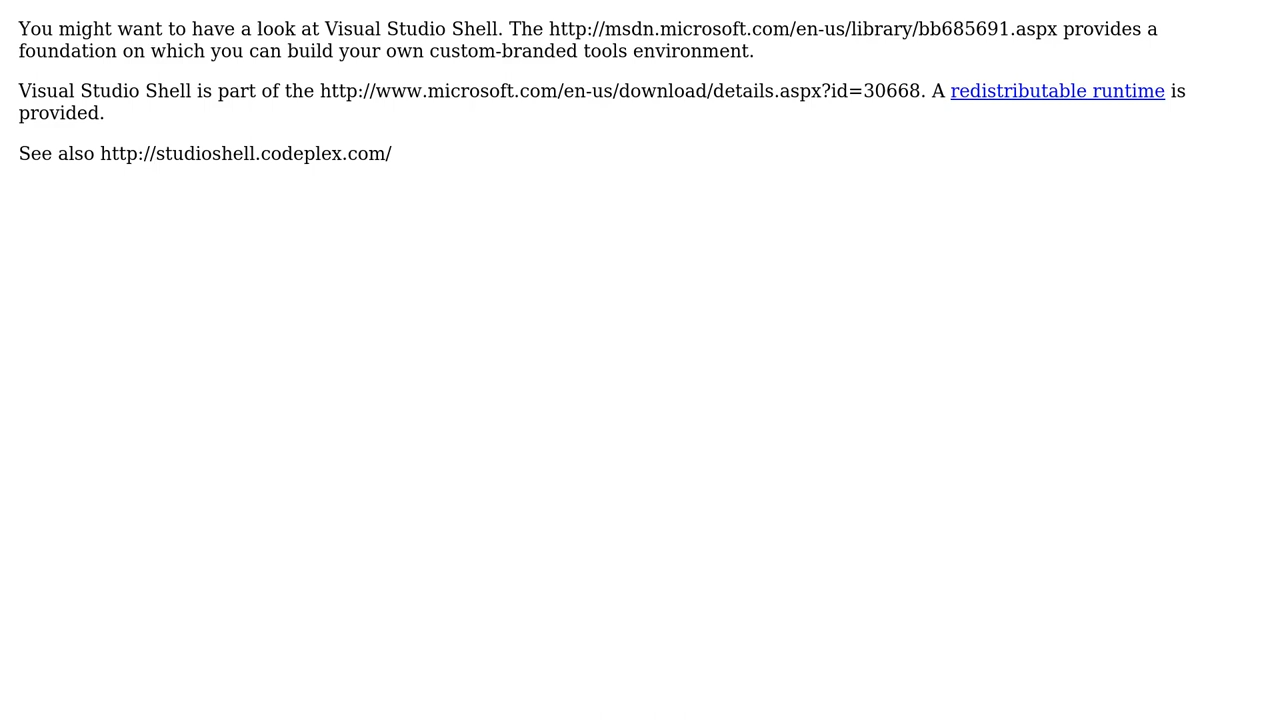 You might want to have a look at Visual Studio Shell. The http://msdn.microsoft.com/en-us/library/bb685691.aspx provides a
foundation on which you can build your own custom-branded tools environment.
Visual Studio Shell is part of the http://www.microsoft.com/en-us/download/details.aspx?id=30668. A redistributable runtime is
provided.
See also http://studioshell.codeplex.com/